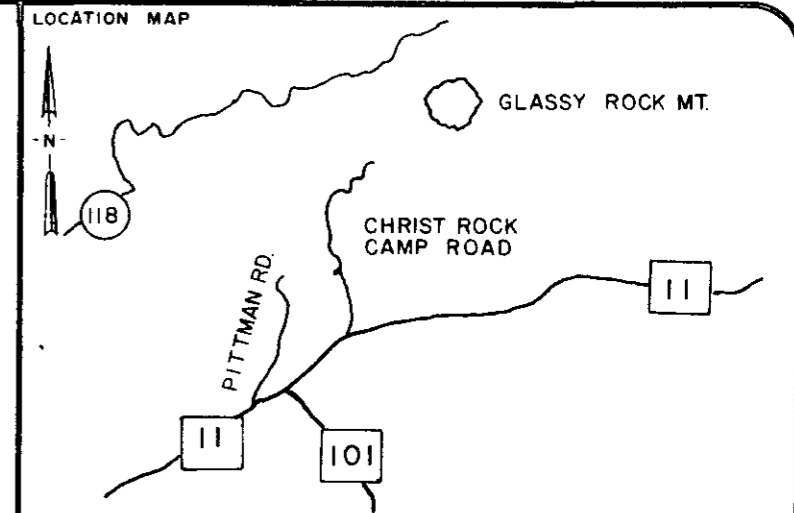 LOCATION MAP
GLASSY ROCK MT.
-N-
118
CHRIST ROCK
CAMP ROAD
PITTMAN RD.
11
11
101